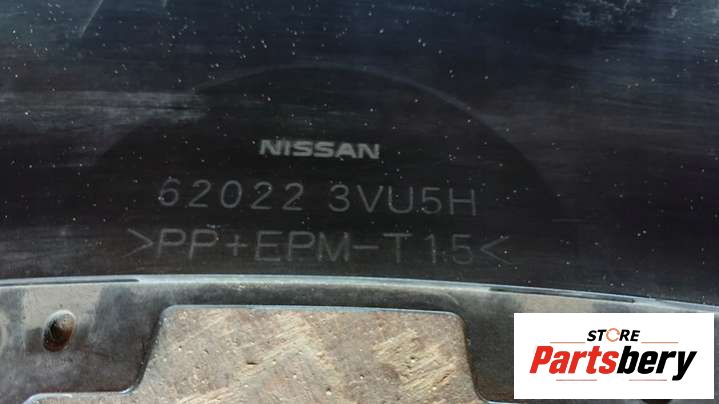 NISSAN
62022 3VU5H
>PP+EPM-T15<
STORE
Partsbery